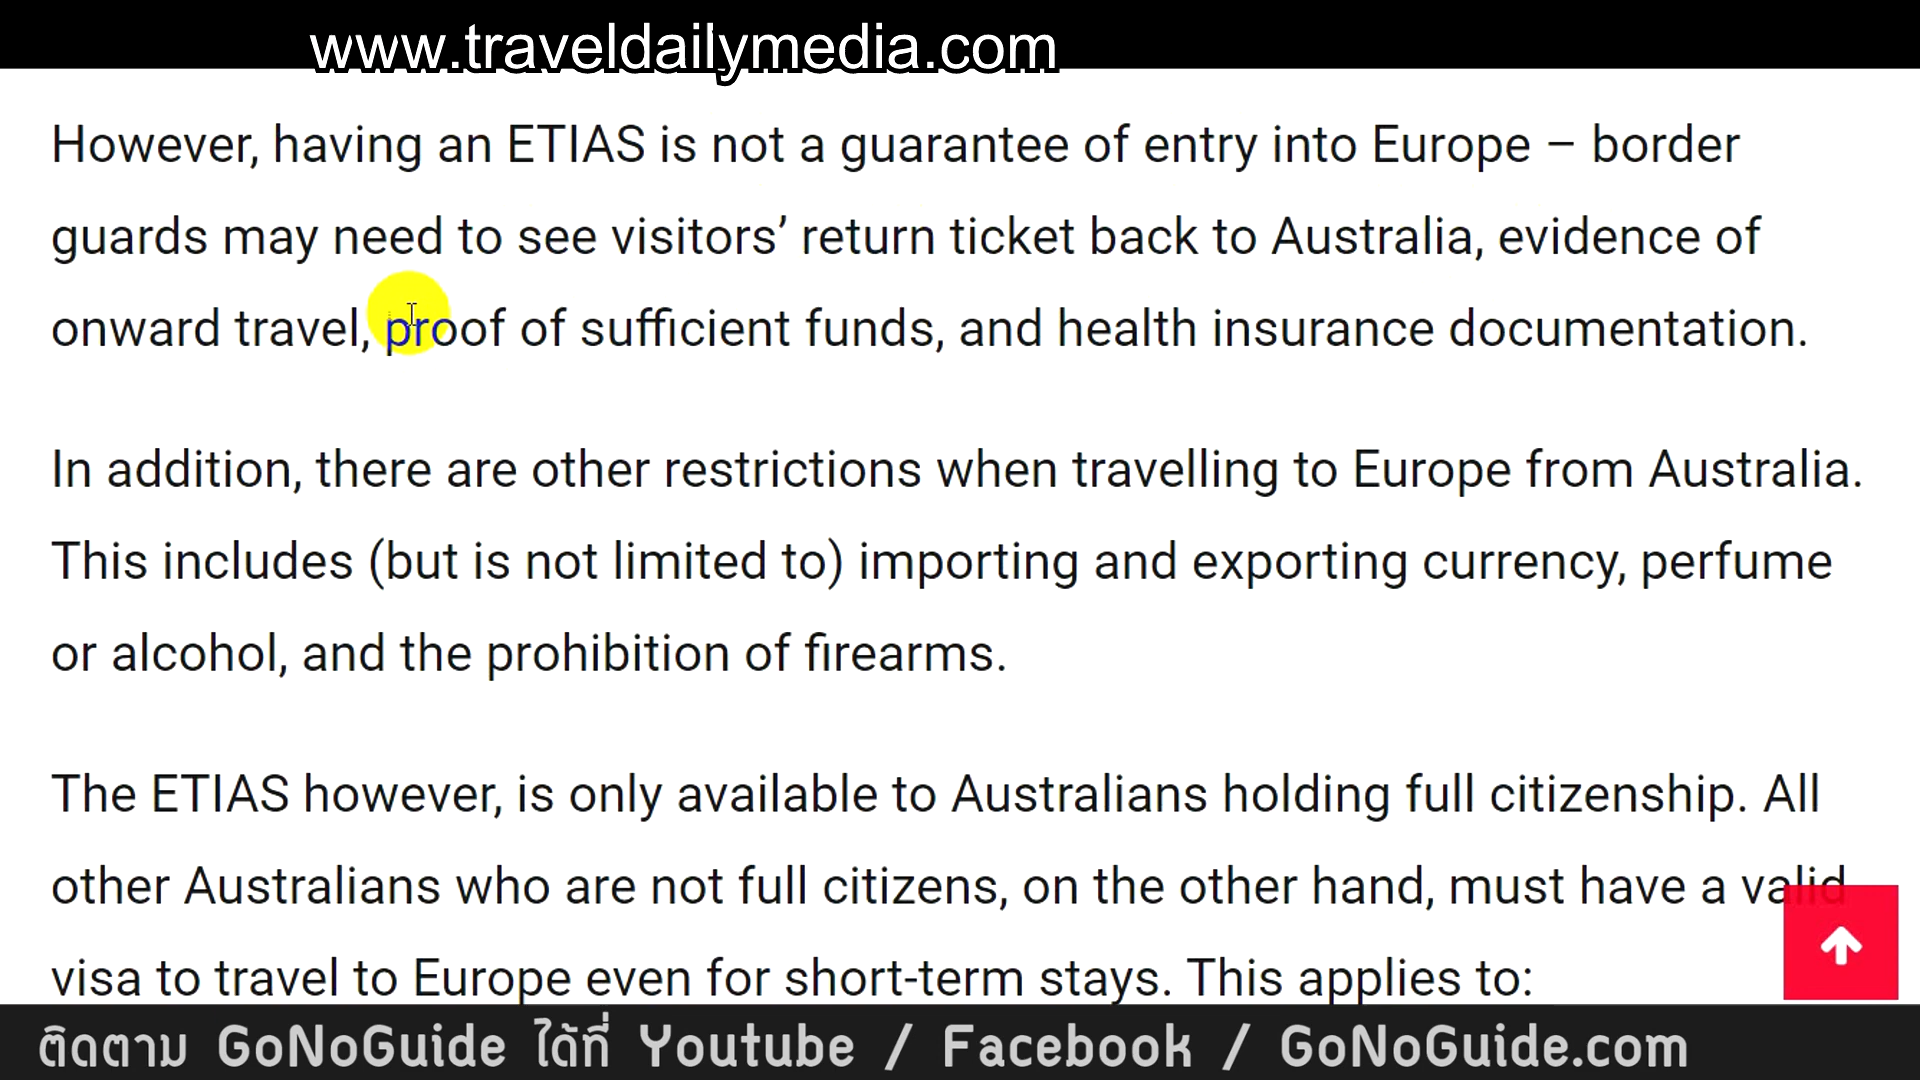 www.traveldailymedia.com
However, having an ETIAS is not a guarantee of entry into Europe – border
guards may need to see visitors’ return ticket back to Australia, evidence of
onward travel, proof of sufficient funds, and health insurance documentation.
In addition, there are other restrictions when travelling to Europe from Australia.
This includes (but is not limited to) importing and exporting currency, perfume
or alcohol, and the prohibition of firearms.
The ETIAS however, is only available to Australians holding full citizenship. All
other Australians who are not full citizens, on the other hand, must have a valid
visa to travel to Europe even for short-term stays. This applies to:
ติดตาม GoNoGuide ได้ที่ Youtube / Facebook / GoNoGuide.com